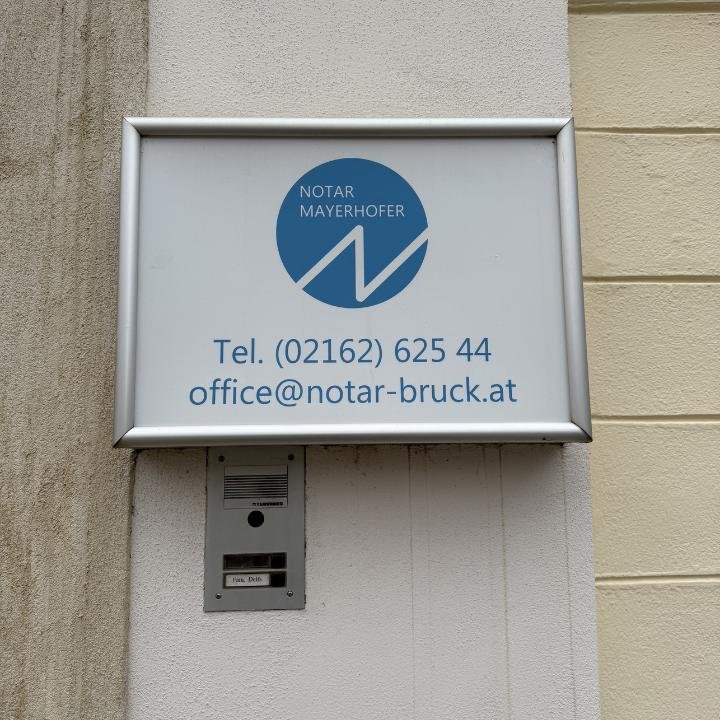 NOTAR
MAYERHOFER
Tel. (02162) 625 44
office@notar-bruck.at